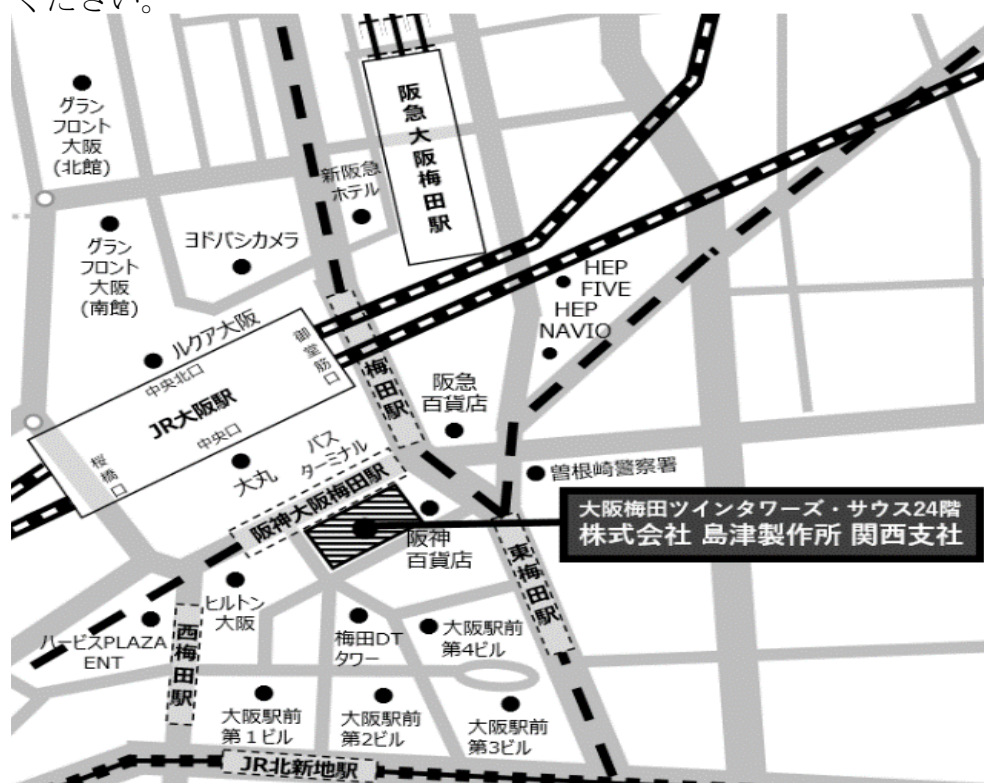 ください。
グラン
フロント
大阪
(北館)
阪急大阪梅田駅
新阪急
ホテル
グラン
フロント
大阪
(南館)
ヨドバシカメラ
HEP
FIVE
HEP
NAVIO
ルクア大阪
御堂筋口
中央北口
JR大阪駅
中央口
桜橋口
梅田駅
阪急
百貨店
バス
ターミナル
大丸
阪神大阪梅田駅
曽根崎警察署
大阪梅田ツインタワーズ・サウス24階
株式会社 島津製作所 関西支社
阪神
百貨店
東梅田駅
ヒルトン
大阪
ハービスPLAZA
ENT
西梅田駅
梅田DT
タワー
大阪駅前
第4ビル
大阪駅前
第1ビル
大阪駅前
第2ビル
大阪駅前
第3ビル
JR北新地駅